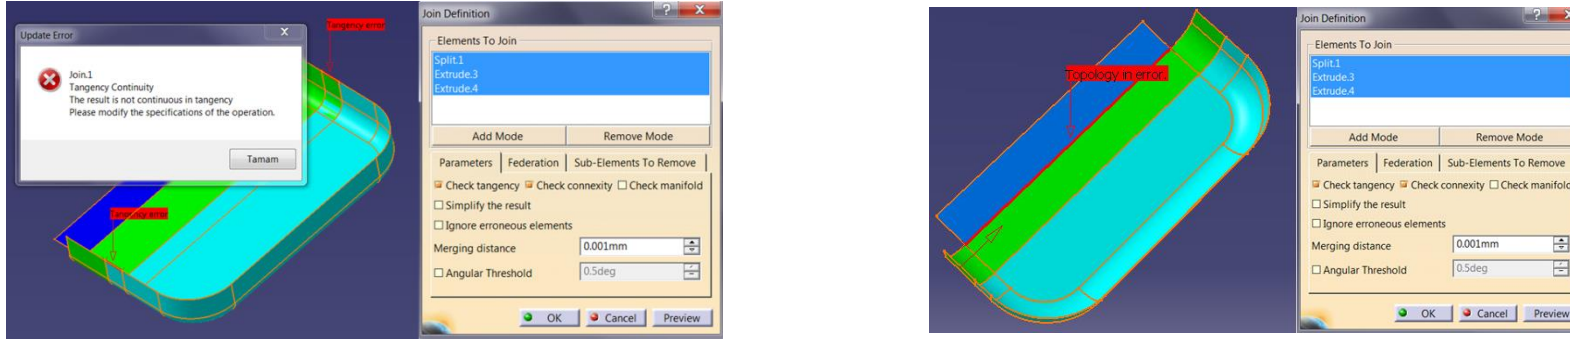 Update Error
Join.1
Tangency Continuity
The result is not continuous in tangency
Please modify the specifications of the operation.
Tamam
Tangency error
Tangency error
Join Definition
Elements To Join
Split.1
Extrude.3
Extrude.4
Add Mode
Remove Mode
Parameters
Federation
Sub-Elements To Remove
Check tangency
Check connexity
Check manifold
Simplify the result
Ignore erroneous elements
Merging distance
0.001mm
Angular Threshold
0.5deg
OK
Cancel
Preview
Topology in error.
Join Definition
Elements To Join
Split.1
Extrude.3
Extrude.4
Add Mode
Remove Mode
Parameters
Federation
Sub-Elements To Remove
Check tangency
Check connexity
Check manifold
Simplify the result
Ignore erroneous elements
Merging distance
0.001mm
Angular Threshold
0.5deg
OK
Cancel
Preview